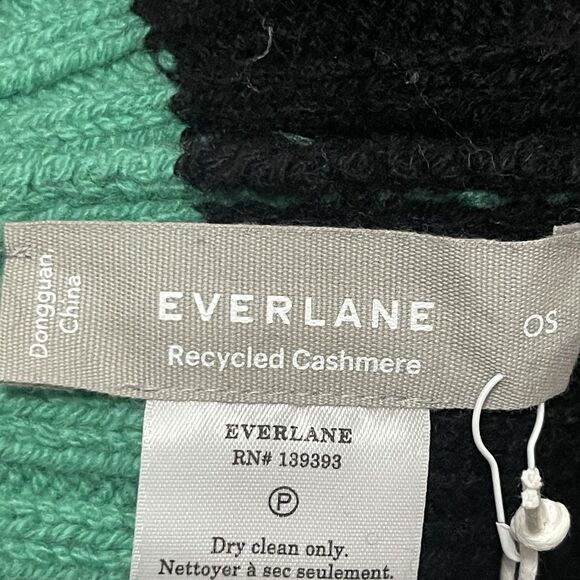 Dongguan,
China
EVERLANE
Recycled Cashmere
OS
EVERLANE
RN# 139393
P
Dry clean only.
Nettoyer à sec seulement.